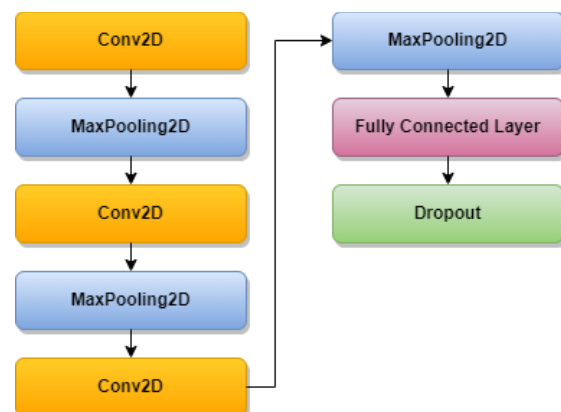 Conv2D
MaxPooling2D
Conv2D
MaxPooling2D
Conv2D
MaxPooling2D
Fully Connected Layer
Dropout